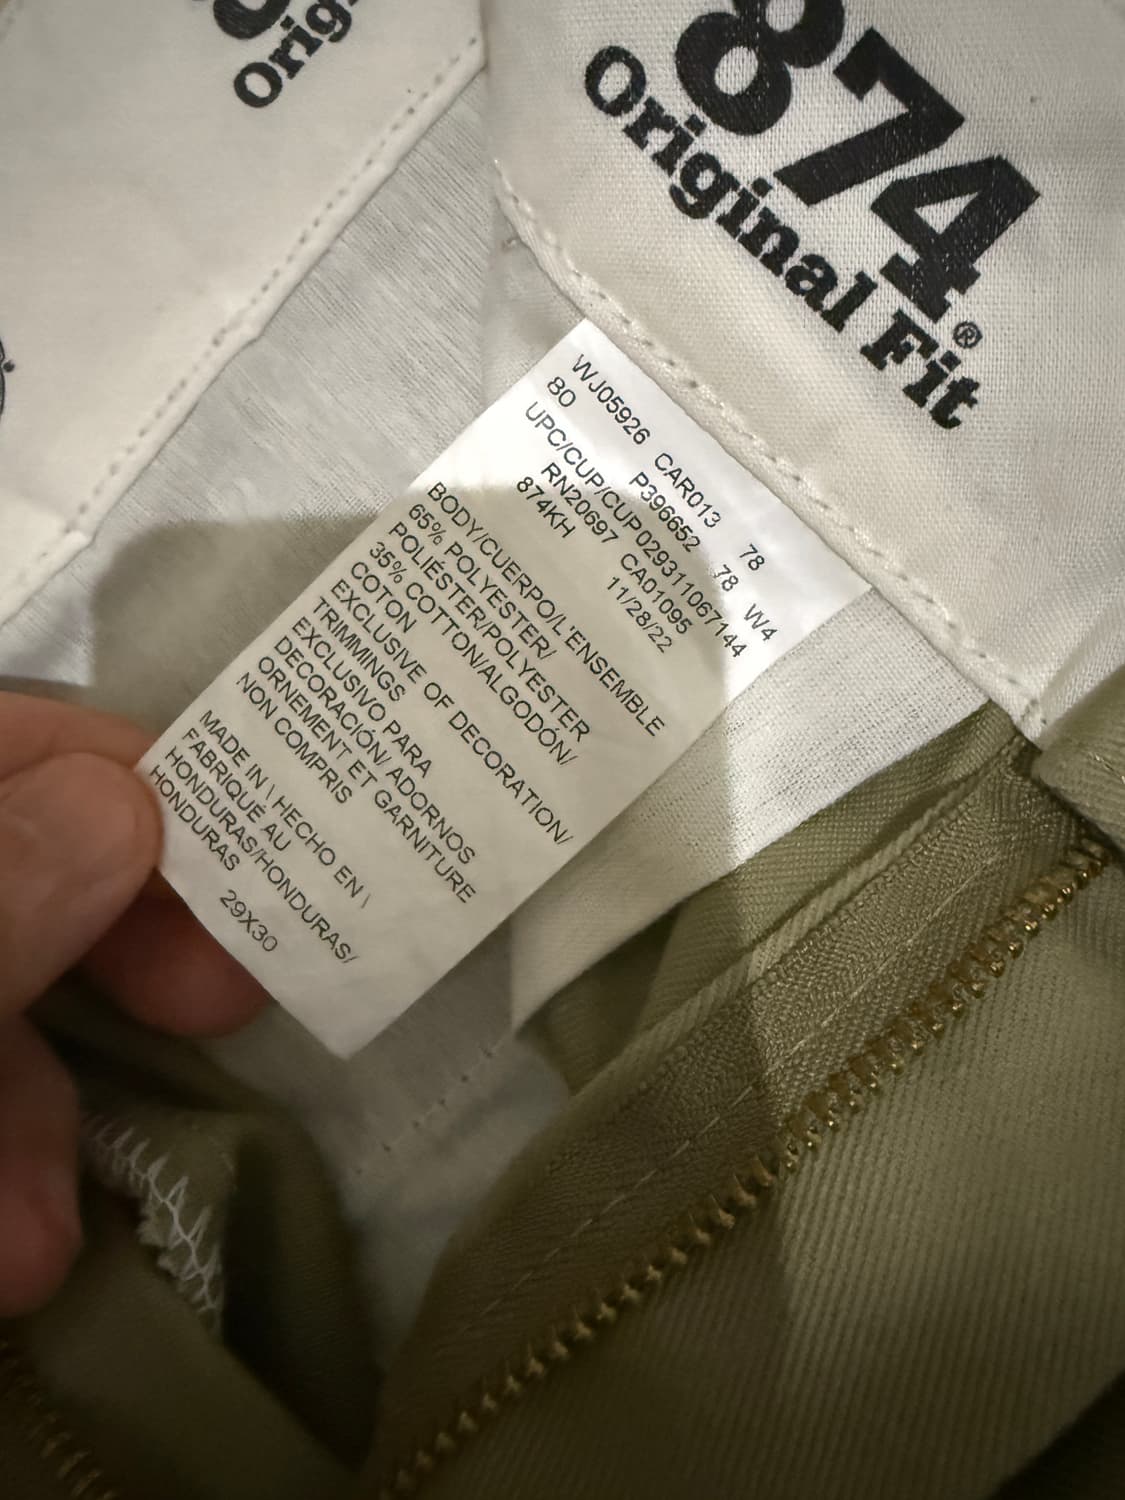 Orig
874
Original Fit®
WJ05926 CAR013 78
80 P396652 78 W4
UPC/CUP/CUP029311067144
RN20697 CA01095
874KH 11/28/22
BODY/CUERPO/L'ENSEMBLE
65% POLYESTER/
POLIÉSTER/POLYESTER
35% COTTON/ALGODÓN/
COTON
EXCLUSIVE OF DECORATION/
TRIMMINGS
EXCLUSIVO PARA
DECORACIÓN/ ADORNOS
ORNEMENT ET GARNITURE
NON COMPRIS
MADE IN \ HECHO EN \
FABRIQUÉ AU
HONDURAS/HONDURAS/
HONDURAS
29X30